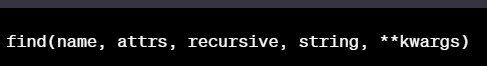 find(name, attrs, recursive, string, **kwargs)